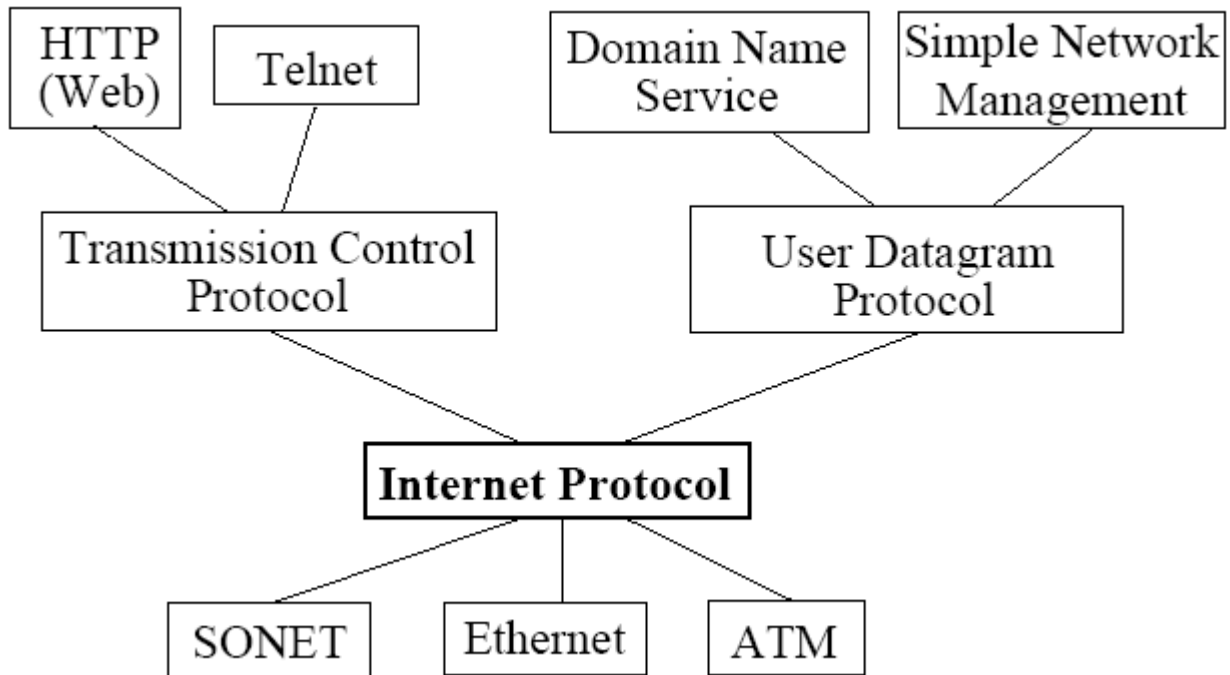 HTTP
(Web)
Telnet
Domain Name
Service
Simple Network
Management
Transmission Control
Protocol
User Datagram
Protocol
Internet Protocol
SONET
Ethernet
ATM